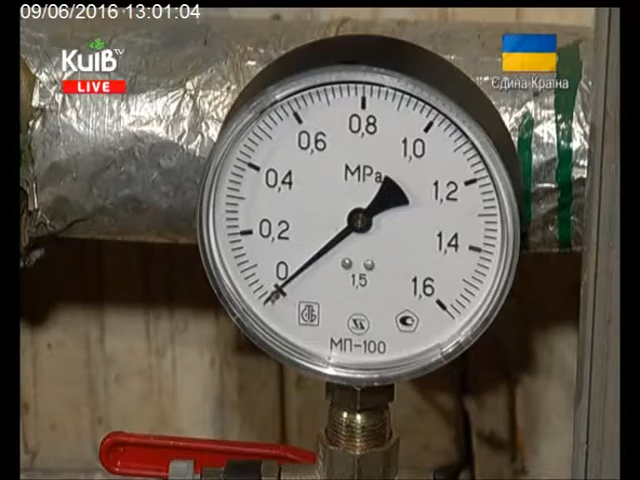 09/06/2016 13:01:04
КиїВ TV
LIVE
УКРАЇНА
Єдина Країна
MPa
0
0,2
0,4
0,6
0,8
1,0
1,2
1,4
1,6
1,5
МП-100